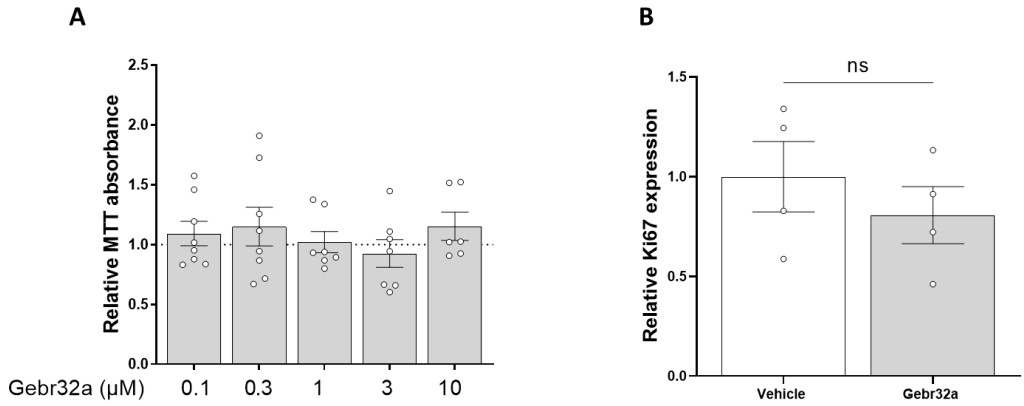 A
Relative MTT absorbance
2.5
2.0
1.5
1.0
0.5
0.0
Gebr32a (μM) 0.1 0.3 1 3 10
B
Relative Ki67 expression
1.5
1.0
0.5
0.0
ns
Vehicle Gebr32a